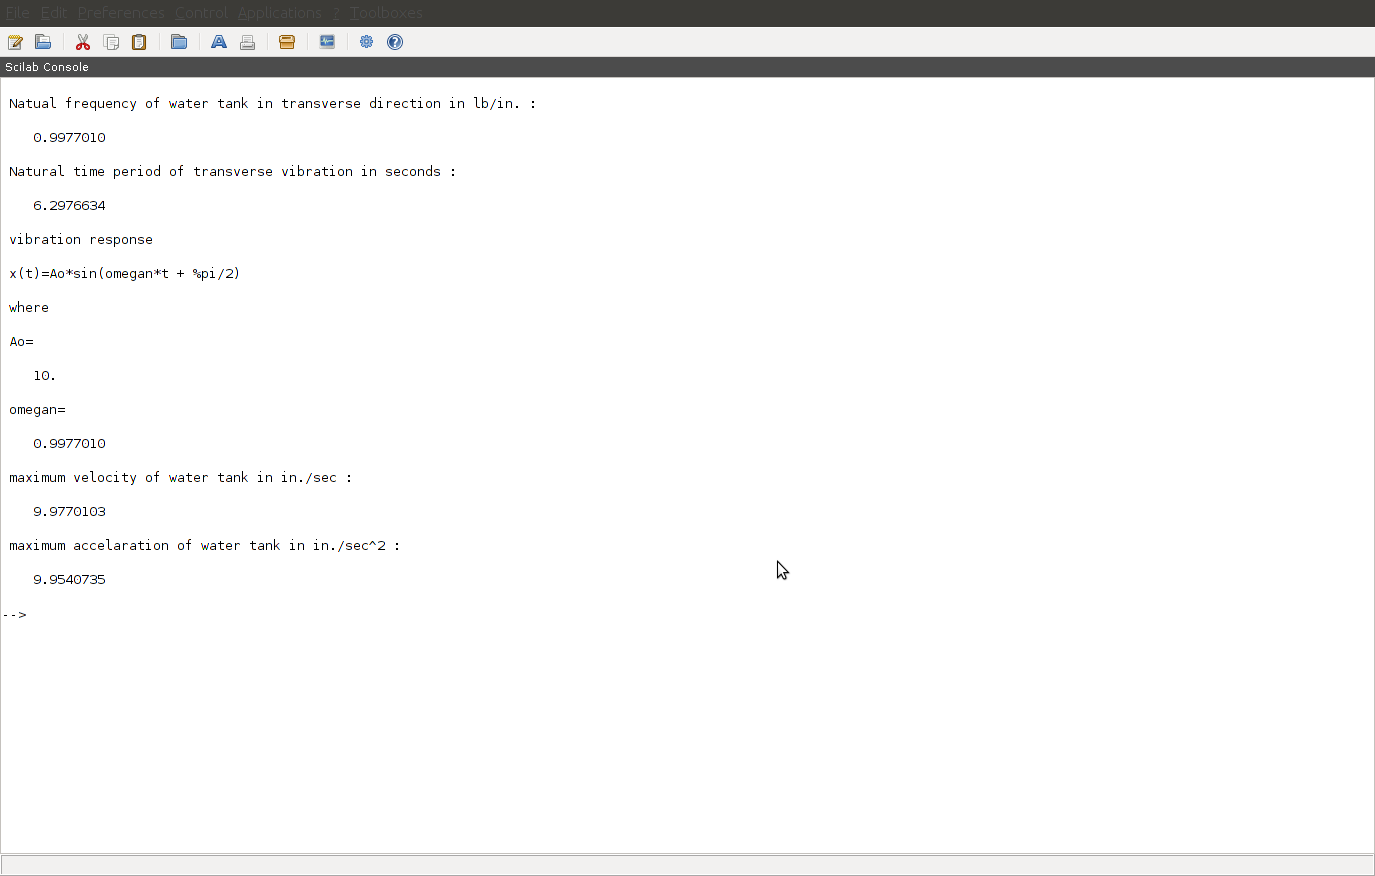 File Edit Preferences Control Applications ? Toolboxes
Scilab Console
Natual frequency of water tank in transverse direction in lb/in. :
0.9977010
Natural time period of transverse vibration in seconds :
6.2976634
vibration response
x(t)=Ao*sin(omegan*t + %pi/2)
where
Ao=
10.
omegan=
0.9977010
maximum velocity of water tank in in./sec :
9.9770103
maximum accelaration of water tank in in./sec^2 :
9.9540735
-->